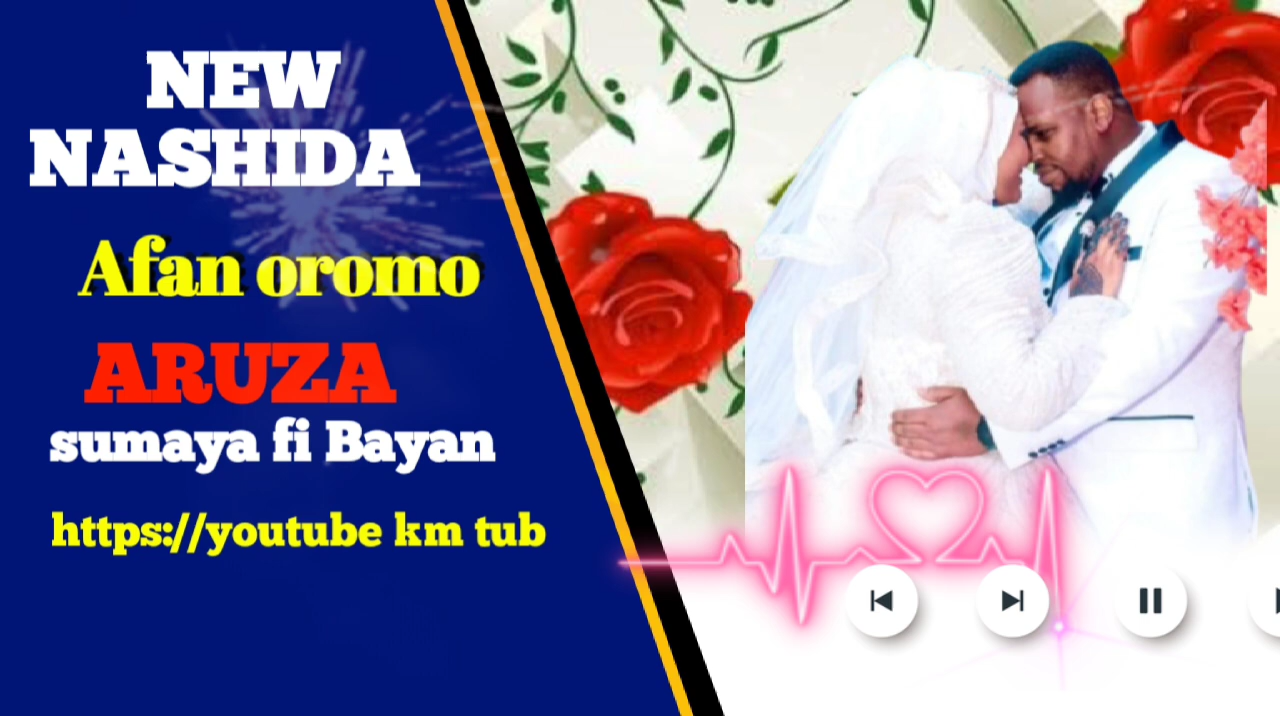 NEW
NASHIDA
Afan oromo
ARUZA
sumaya fi Bayan
https://youtube km tub